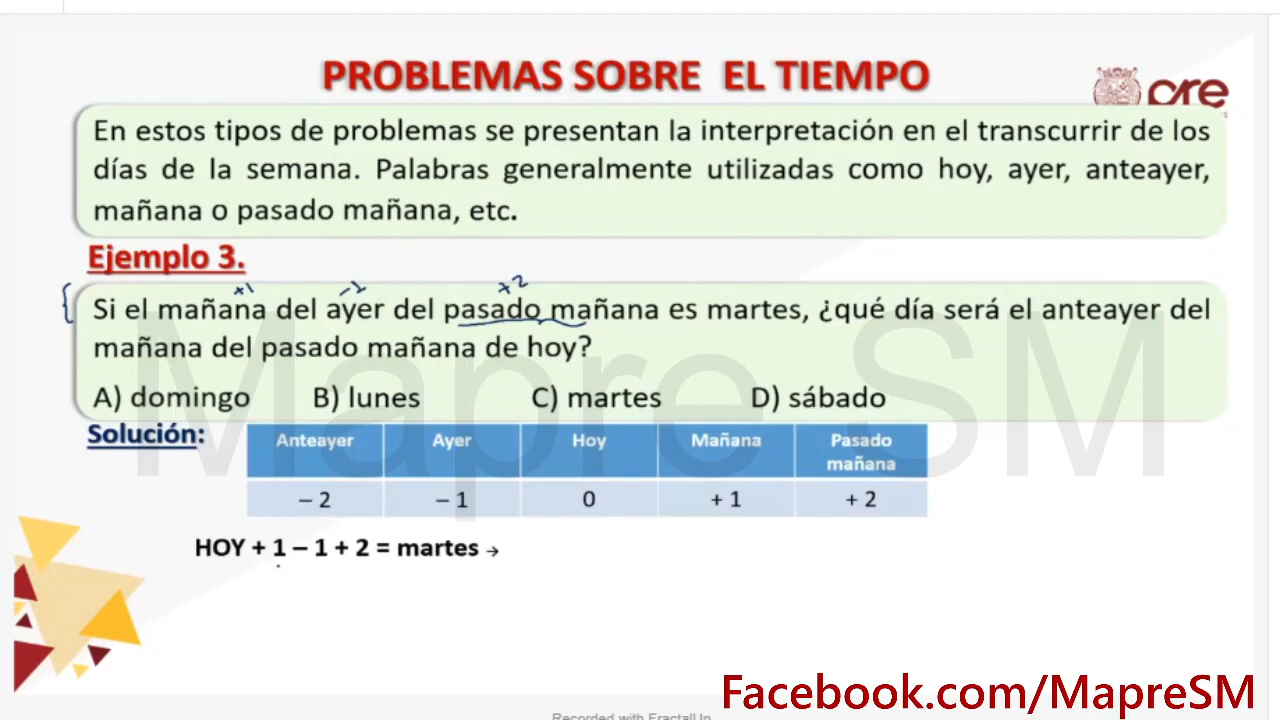 PROBLEMAS SOBRE EL TIEMPO
cre
En estos tipos de problemas se presentan la interpretación en el transcurrir de los
días de la semana. Palabras generalmente utilizadas como hoy, ayer, anteayer,
mañana o pasado mañana, etc.
Ejemplo 3.
+1 -1 +2
Si el mañana del ayer del pasado mañana es martes, ¿qué día será el anteayer del
mañana del pasado mañana de hoy?
A) domingo B) lunes C) martes D) sábado
Mapre SM
Solución:
Anteayer Ayer Hoy Mañana Pasado
mañana
– 2 – 1 0 + 1 + 2
HOY + 1 – 1 + 2 = martes →
Facebook.com/MapreSM
Recorded with FractalUp